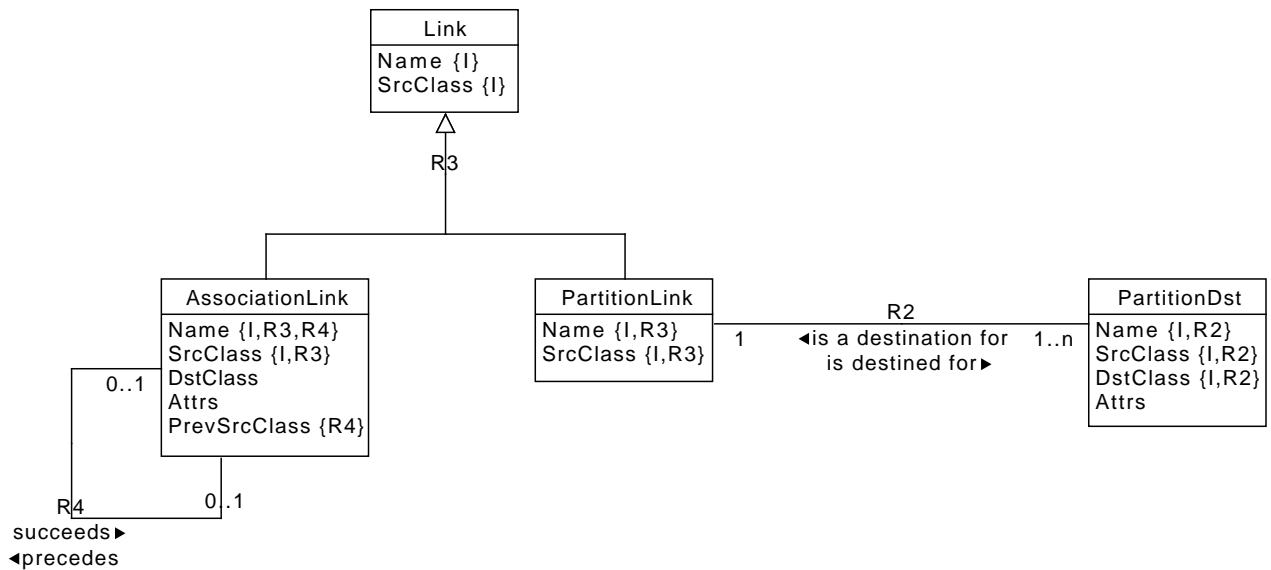 Link
Name {I}
SrcClass {I}
R3
AssociationLink
Name {I,R3,R4}
SrcClass {I,R3}
DstClass
Attrs
PrevSrcClass {R4}
0..1
0..1
R4
succeeds►
◄precedes
PartitionLink
Name {I,R3}
SrcClass {I,R3}
R2
1
◄is a destination for
is destined for►
1..n
PartitionDst
Name {I,R2}
SrcClass {I,R2}
DstClass {I,R2}
Attrs